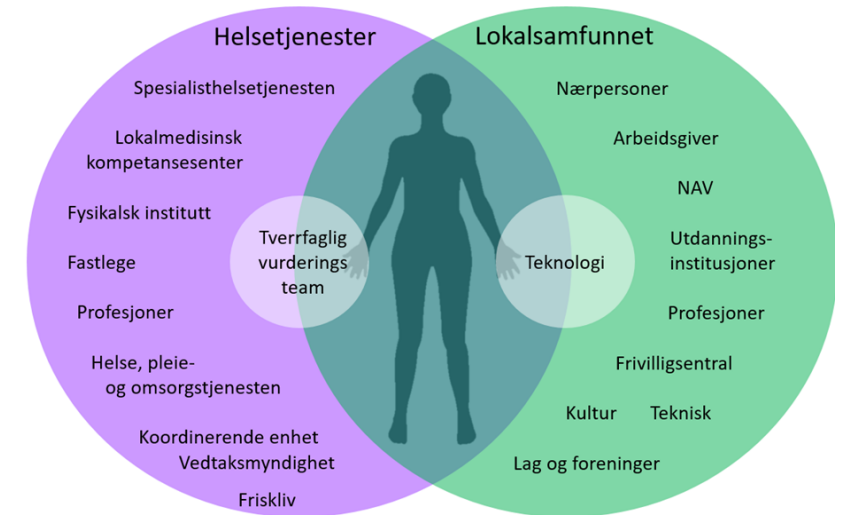 Helsetjenester
Spesialisthelsetjenesten
Lokalmedisinsk
kompetansesenter
Fysikalsk institutt
Fastlege
Profesjoner
Helse, pleie-
og omsorgstjenesten
Koordinerende enhet
Vedtaksmyndighet
Friskliv
Tverrfaglig
vurderings
team
Lokalsamfunnet
Nærpersoner
Arbeidsgiver
NAV
Utdannings-
institusjoner
Profesjoner
Frivilligsentral
Kultur Teknisk
Lag og foreninger
Teknologi